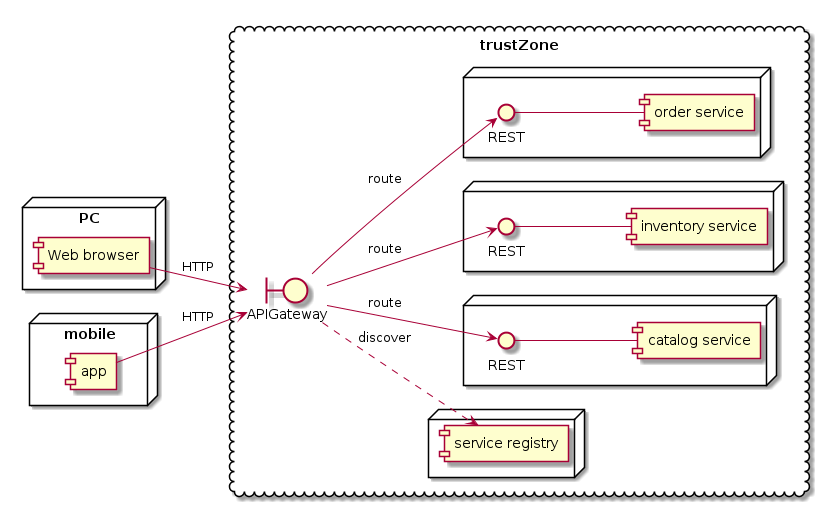 trustZone
order service
REST
route
inventory service
REST
route
PC
Web browser
HTTP
APIGateway
HTTP
route
catalog service
REST
discover
mobile
app
service registry